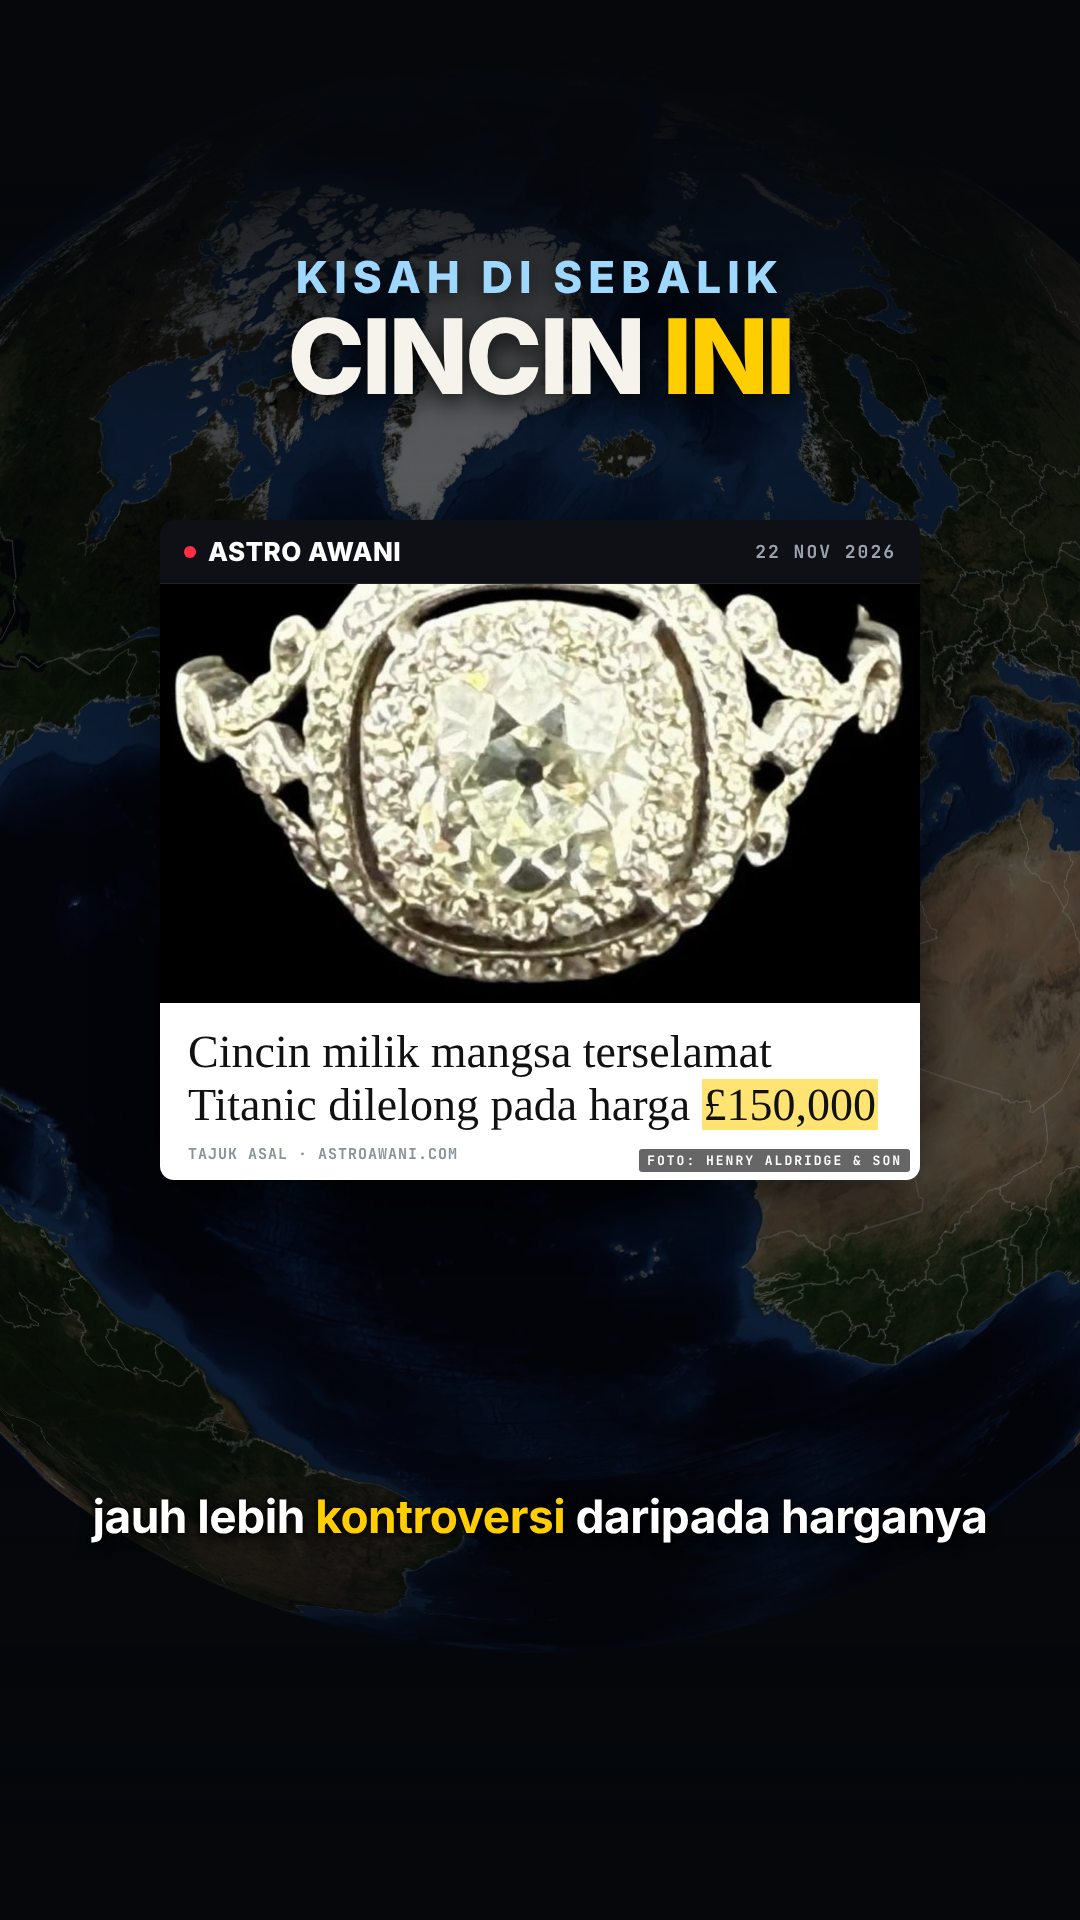 KISAH DI SEBALIK
CINCIN INI
ASTRO AWANI
22 NOV 2026
Cincin milik mangsa terselamat
Titanic dilelong pada harga £150,000
TAJUK ASAL · ASTROAWANI.COM
FOTO: HENRY ALDRIDGE & SON
jauh lebih kontroversi daripada harganya